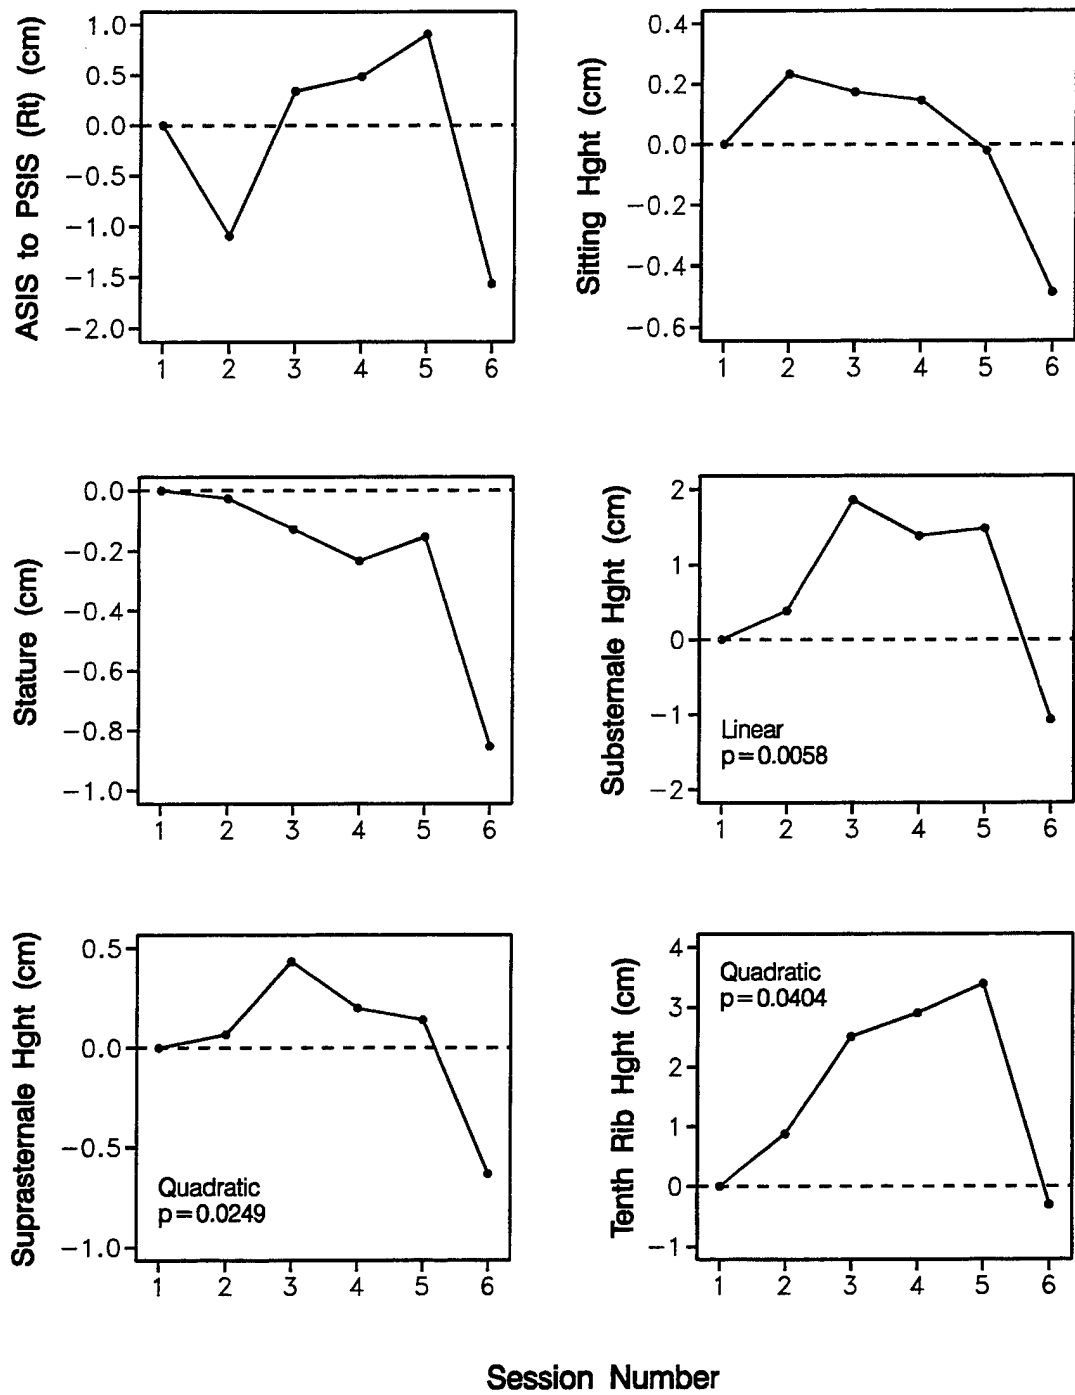 ASIS to PSIS (Rt) (cm)
1.0
0.5
0.0
−0.5
−1.0
−1.5
−2.0
1 2 3 4 5 6
Sitting Hght (cm)
0.4
0.2
0.0
−0.2
−0.4
−0.6
1 2 3 4 5 6
Stature (cm)
0.0
−0.2
−0.4
−0.6
−0.8
−1.0
1 2 3 4 5 6
Substernale Hght (cm)
2
1
0
−1
−2
Linear
p=0.0058
1 2 3 4 5 6
Suprasternale Hght (cm)
0.5
0.0
−0.5
−1.0
Quadratic
p=0.0249
1 2 3 4 5 6
Tenth Rib Hght (cm)
4
3
2
1
0
−1
Quadratic
p=0.0404
1 2 3 4 5 6
Session Number